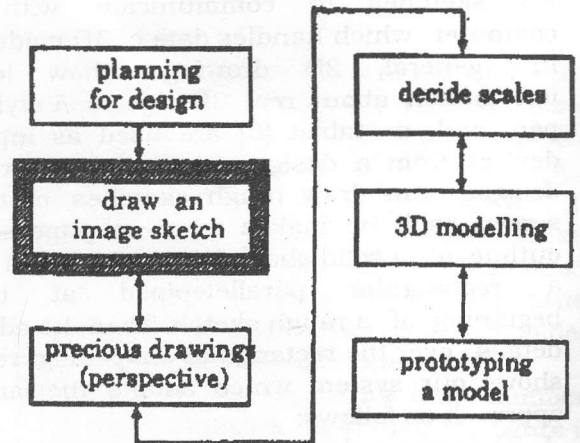 planning
for design
draw an
image sketch
precious drawings
(perspective)
decide scales
3D modelling
prototyping
a model